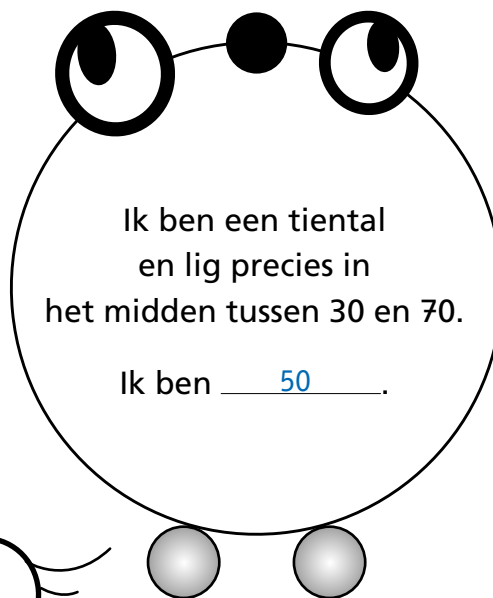 Ik ben een tiental
en lig precies in
het midden tussen 30 en 70.
Ik ben 50.